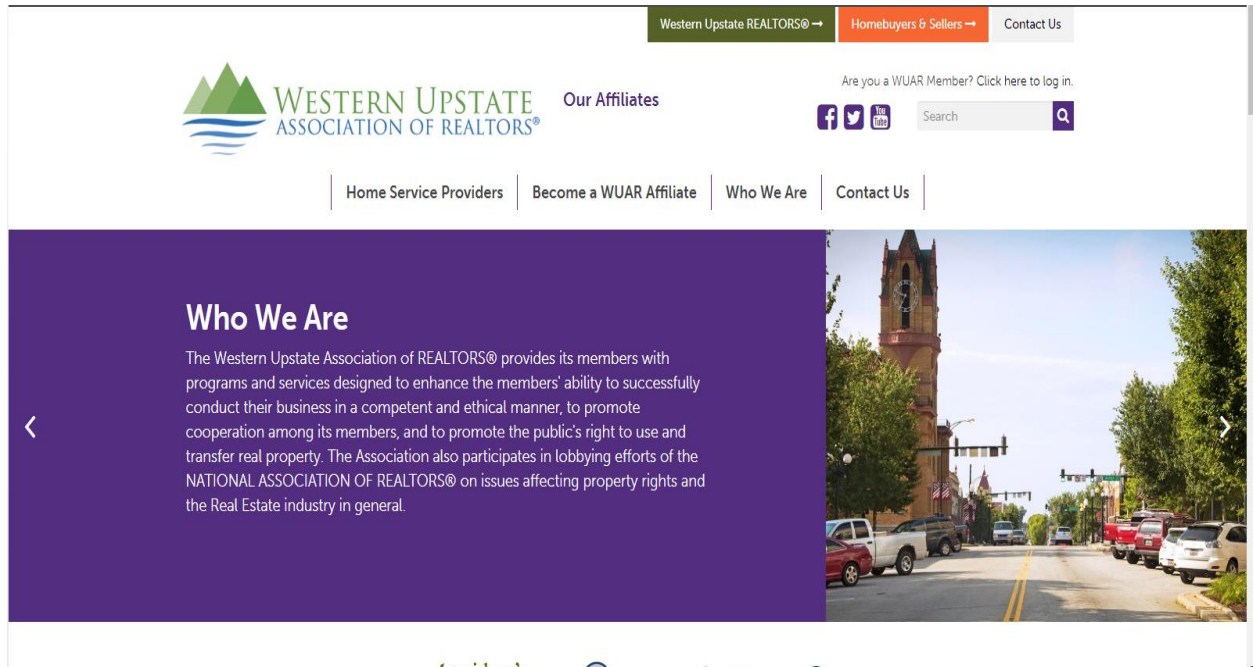 Western Upstate REALTORS® → Homebuyers & Sellers → Contact Us
Are you a WUAR Member? Click here to log in.
WESTERN UPSTATE
ASSOCIATION OF REALTORS®
Our Affiliates
You
Tube
Search
Home Service Providers
Become a WUAR Affiliate
Who We Are
Contact Us
Who We Are
The Western Upstate Association of REALTORS® provides its members with
programs and services designed to enhance the members' ability to successfully
conduct their business in a competent and ethical manner, to promote
cooperation among its members, and to promote the public's right to use and
transfer real property. The Association also participates in lobbying efforts of the
NATIONAL ASSOCIATION OF REALTORS® on issues affecting property rights and
the Real Estate industry in general.